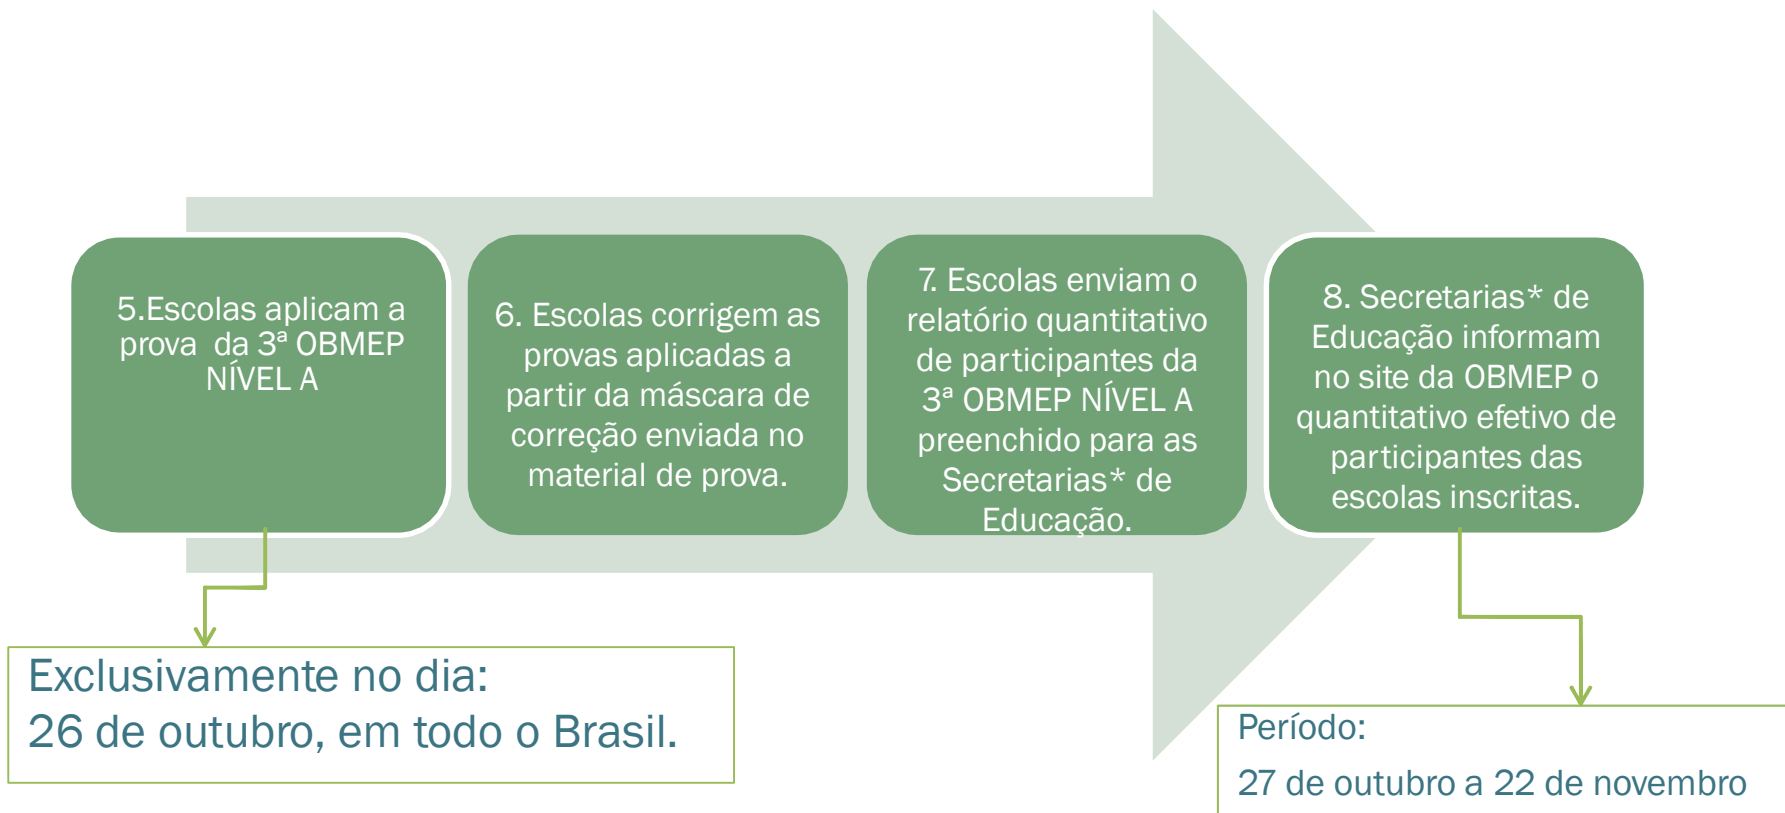 5.Escolas aplicam a
prova da 3ª OBMEP
NÍVEL A
6. Escolas corrigem as
provas aplicadas a
partir da máscara de
correção enviada no
material de prova.
7. Escolas enviam o
relatório quantitativo
de participantes da
3ª OBMEP NÍVEL A
preenchido para as
Secretarias* de
Educação.
8. Secretarias* de
Educação informam
no site da OBMEP o
quantitativo efetivo de
participantes das
escolas inscritas.
Exclusivamente no dia:
26 de outubro, em todo o Brasil.
Período:
27 de outubro a 22 de novembro